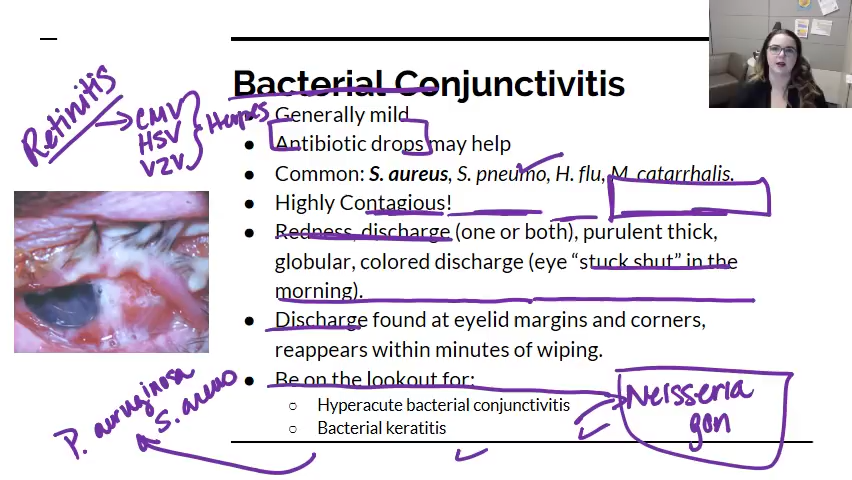 Bacterial Conjunctivitis
● Generally mild
● Antibiotic drops may help
● Common: S. aureus, S. pneumo, H. flu, M. catarrhalis.
● Highly Contagious!
● Redness, discharge (one or both), purulent thick,
globular, colored discharge (eye “stuck shut” in the
morning).
● Discharge found at eyelid margins and corners,
reappears within minutes of wiping.
● Be on the lookout for:
○ Hyperacute bacterial conjunctivitis
○ Bacterial keratitis
Retinitis
CMV
HSV
VZV
Herpes
P. aeruginosa
S. aureus
Neisseria
gon